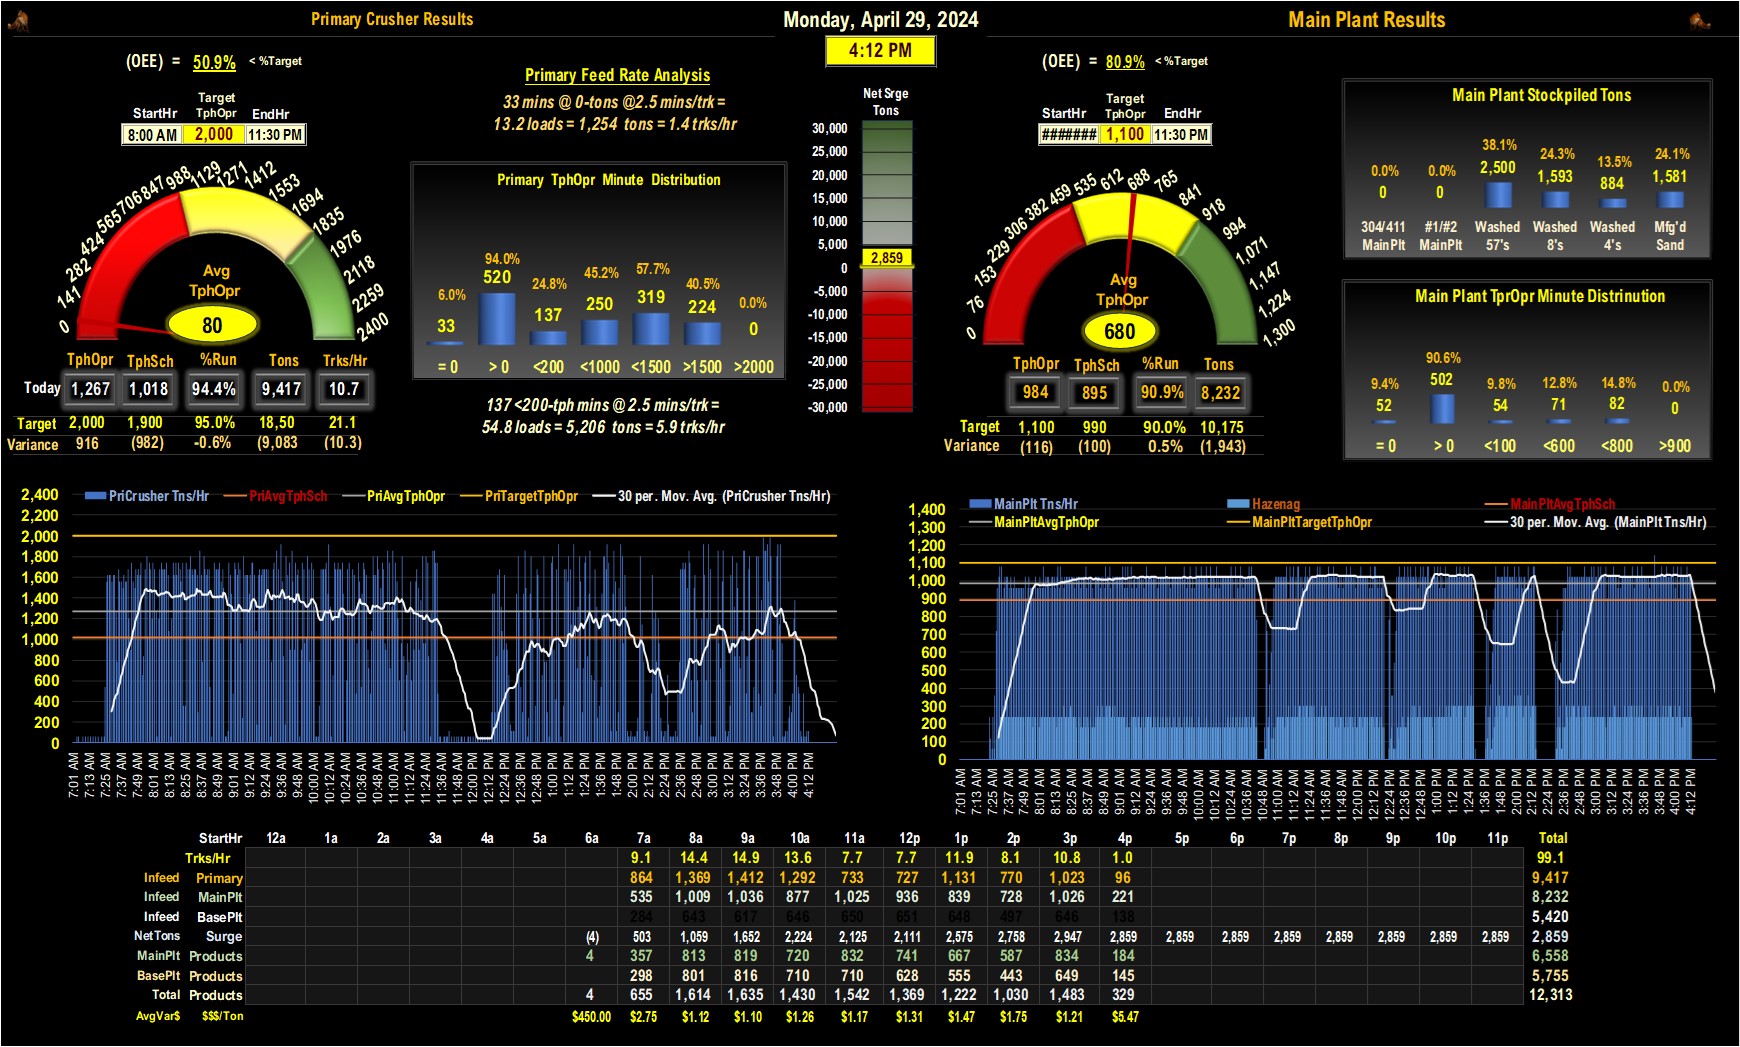 Primary Crusher Results
Monday, April 29, 2024
Main Plant Results
4:12 PM
(OEE) = 50.9% < %Target
Target
StartHr TphOpr EndHr
8:00 AM 2,000 11:30 PM
0 141 282 424 565 706 847 988 1129 1271 1412 1553 1694 1835 1976 2118 2259 2400
Avg
TphOpr
80
TphOpr TphSch %Run Tons Trks/Hr
Today 1,267 1,018 94.4% 9,417 10.7
Target 2,000 1,900 95.0% 18,50 21.1
Variance 916 (982) -0.6% (9,083 (10.3)
Primary Feed Rate Analysis
33 mins @ 0-tons @2.5 mins/trk =
13.2 loads = 1,254 tons = 1.4 trks/hr
Primary TphOpr Minute Distribution
6.0% 94.0% 24.8% 45.2% 57.7% 40.5% 0.0%
33 520 137 250 319 224 0
= 0 > 0 <200 <1000 <1500 >1500 >2000
137 <200-tph mins @ 2.5 mins/trk =
54.8 loads = 5,206 tons = 5.9 trks/hr
Net Srge
Tons
30,000
25,000
20,000
15,000
10,000
5,000
2,859
0
-5,000
-10,000
-15,000
-20,000
-25,000
-30,000
(OEE) = 80.9% < %Target
Target
StartHr TphOpr EndHr
####### 1,100 11:30 PM
0 76 153 229 306 382 459 535 612 688 765 841 918 994 1,071 1,147 1,224 1,300
Avg
TphOpr
680
TphOpr TphSch %Run Tons
984 895 90.9% 8,232
Target 1,100 990 90.0% 10,175
Variance (116) (100) 0.5% (1,943)
Main Plant Stockpiled Tons
0.0% 0.0% 38.1% 24.3% 13.5% 24.1%
0 0 2,500 1,593 884 1,581
304/411 #1/#2 Washed Washed Washed Mfg'd
MainPlt MainPlt 57's 8's 4's Sand
Main Plant TprOpr Minute Distrinution
9.4% 90.6% 9.8% 12.8% 14.8% 0.0%
52 502 54 71 82 0
= 0 > 0 <100 <600 <800 >900
PriCrusher Tns/Hr PriAvgTphSch PriAvgTphOpr PriTargetTphOpr 30 per. Mov. Avg. (PriCrusher Tns/Hr)
2,400
2,200
2,000
1,800
1,600
1,400
1,200
1,000
800
600
400
200
0
7:01 AM 7:13 AM 7:25 AM 7:37 AM 7:49 AM 8:01 AM 8:13 AM 8:25 AM 8:37 AM 8:49 AM 9:01 AM 9:12 AM 9:24 AM 9:36 AM 9:48 AM 10:00 AM 10:12 AM 10:24 AM 10:36 AM 10:48 AM 11:00 AM 11:12 AM 11:24 AM 11:36 AM 11:48 AM 12:00 PM 12:12 PM 12:24 PM 12:36 PM 12:48 PM 1:00 PM 1:12 PM 1:24 PM 1:36 PM 1:48 PM 2:00 PM 2:12 PM 2:24 PM 2:36 PM 2:48 PM 3:00 PM 3:12 PM 3:24 PM 3:36 PM 3:48 PM 4:00 PM 4:12 PM
MainPlt Tns/Hr Hazenag MainPltAvgTphSch
MainPltAvgTphOpr MainPltTargetTphOpr 30 per. Mov. Avg. (MainPlt Tns/Hr)
1,400
1,300
1,200
1,100
1,000
900
800
700
600
500
400
300
200
100
0
7:01 AM 7:13 AM 7:25 AM 7:37 AM 7:49 AM 8:01 AM 8:13 AM 8:25 AM 8:37 AM 8:49 AM 9:01 AM 9:12 AM 9:24 AM 9:36 AM 9:48 AM 10:00 AM 10:12 AM 10:24 AM 10:36 AM 10:48 AM 11:00 AM 11:12 AM 11:24 AM 11:36 AM 11:48 AM 12:00 PM 12:12 PM 12:24 PM 12:36 PM 12:48 PM 1:00 PM 1:12 PM 1:24 PM 1:36 PM 1:48 PM 2:00 PM 2:12 PM 2:24 PM 2:36 PM 2:48 PM 3:00 PM 3:12 PM 3:24 PM 3:36 PM 3:48 PM 4:00 PM 4:12 PM
StartHr 12a 1a 2a 3a 4a 5a 6a 7a 8a 9a 10a 11a 12p 1p 2p 3p 4p 5p 6p 7p 8p 9p 10p 11p Total
Trks/Hr 9.1 14.4 14.9 13.6 7.7 7.7 11.9 8.1 10.8 1.0 99.1
Infeed Primary 864 1,369 1,412 1,292 733 727 1,131 770 1,023 96 9,417
Infeed MainPlt 535 1,009 1,036 877 1,025 936 839 728 1,026 221 8,232
Infeed BasePlt 284 643 617 646 650 651 648 497 646 138 5,420
NetTons Surge (4) 503 1,059 1,652 2,224 2,125 2,111 2,575 2,758 2,947 2,859 2,859 2,859 2,859 2,859 2,859 2,859 2,859 2,859
MainPlt Products 4 357 813 819 720 832 741 667 587 834 184 6,558
BasePlt Products 298 801 816 710 710 628 555 443 649 145 5,755
Total Products 4 655 1,614 1,635 1,430 1,542 1,369 1,222 1,030 1,483 329 12,313
AvgVar$ $$$/Ton $450.00 $2.75 $1.12 $1.10 $1.26 $1.17 $1.31 $1.47 $1.75 $1.21 $5.47